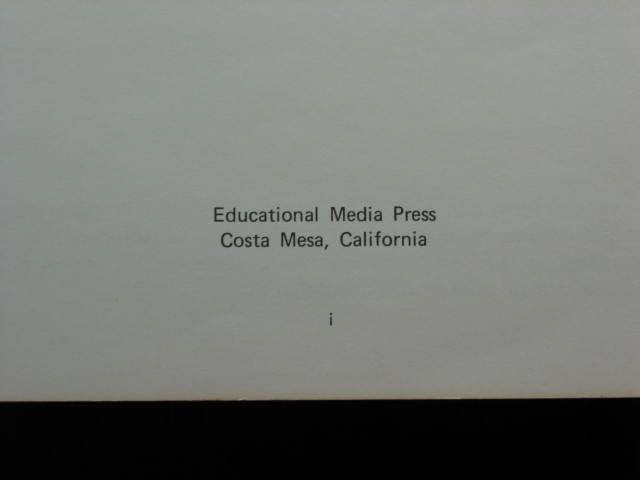 Educational Media Press
Costa Mesa, California
i